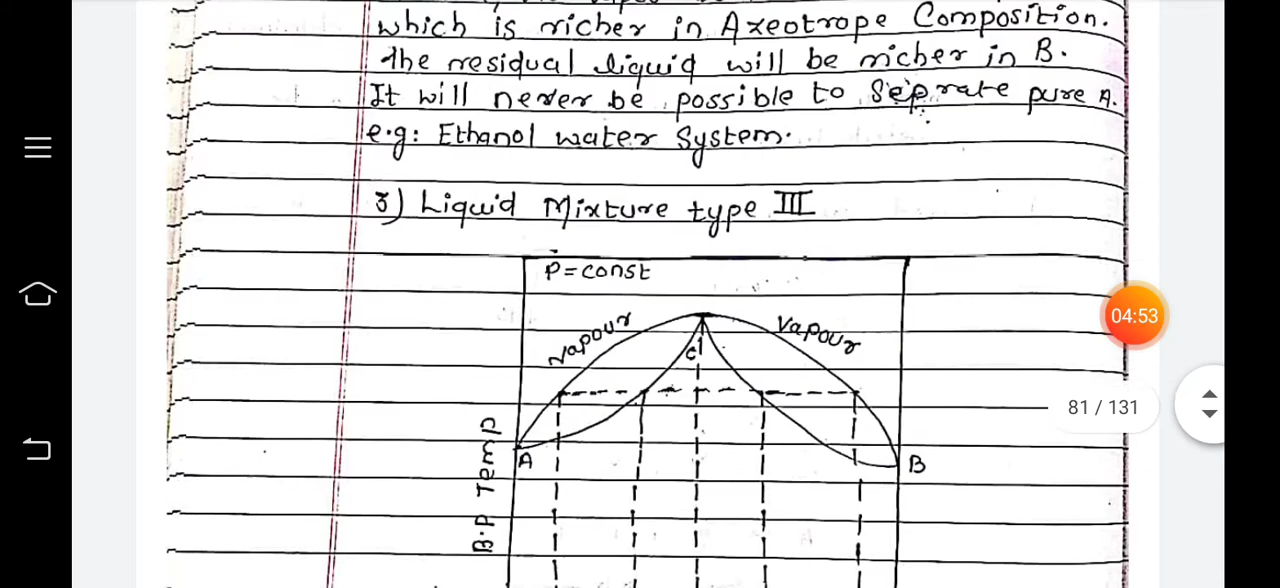 which is richer in Axeotrope Composition.
The residual liquid will be richer in B.
It will never be possible to Seprate pure A.
e.g: Ethanol water System.
3) Liquid Mixture type III
P = const
Vapour
Vapour
C
A
B
B.P Temp
04:53
81 / 131